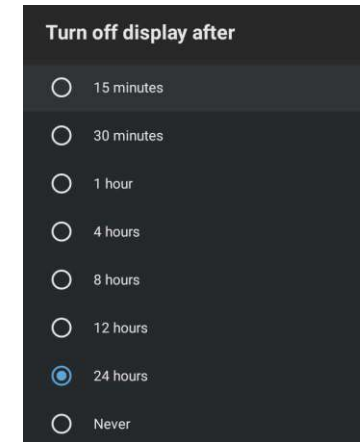 Turn off display after
15 minutes
30 minutes
1 hour
4 hours
8 hours
12 hours
24 hours
Never